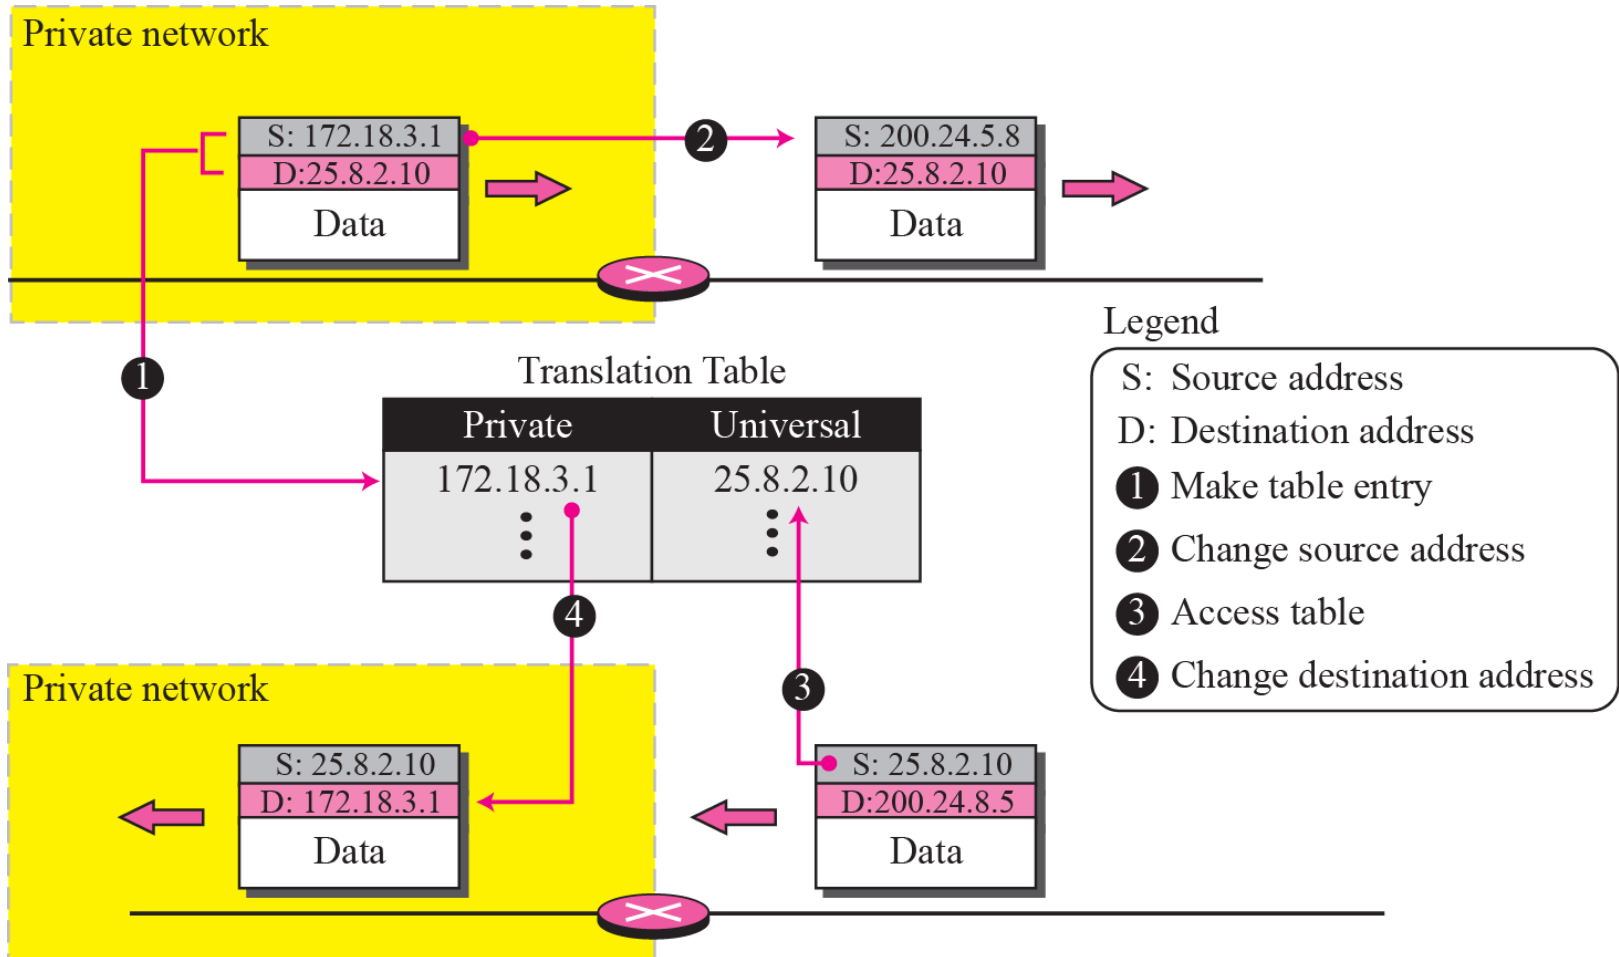 Private network
S: 172.18.3.1
D:25.8.2.10
Data
2
S: 200.24.5.8
D:25.8.2.10
Data
1
Translation Table
Private Universal
172.18.3.1 25.8.2.10
4
3
Legend
S: Source address
D: Destination address
1 Make table entry
2 Change source address
3 Access table
4 Change destination address
Private network
S: 25.8.2.10
D: 172.18.3.1
Data
S: 25.8.2.10
D:200.24.8.5
Data